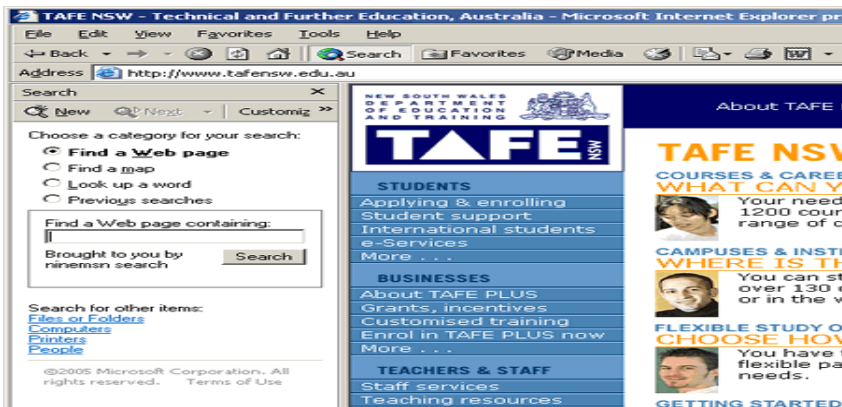 TAFE NSW - Technical and Further Education, Australia - Microsoft Internet Explorer pr
File Edit View Favorites Tools Help
Back Search Favorites Media
Address http://www.tafensw.edu.au
Search
New Next Customiz
Choose a category for your search:
Find a Web page
Find a map
Look up a word
Previous searches
Find a Web page containing:
Brought to you by
ninemsn search
Search
Search for other items:
Files or Folders
Computers
Printers
People
©2005 Microsoft Corporation. All
rights reserved. Terms of Use
NEW SOUTH WALES
DEPARTMENT
OF EDUCATION
AND TRAINING
TAFE NSW
STUDENTS
Applying & enrolling
Student support
International students
e-Services
More . . .
BUSINESSES
About TAFE PLUS
Grants, incentives
Customised training
Enrol in TAFE PLUS now
More . . .
TEACHERS & STAFF
Staff services
Teaching resources
About TAFE
TAFE NSW
COURSES & CAREE
WHAT CAN Y
Your need
1200 cour
range of c
CAMPUSES & INSTI
WHERE IS TH
You can st
over 130
or in the v
FLEXIBLE STUDY O
CHOOSE HOW
You have
flexible pa
needs.
GETTING STARTED